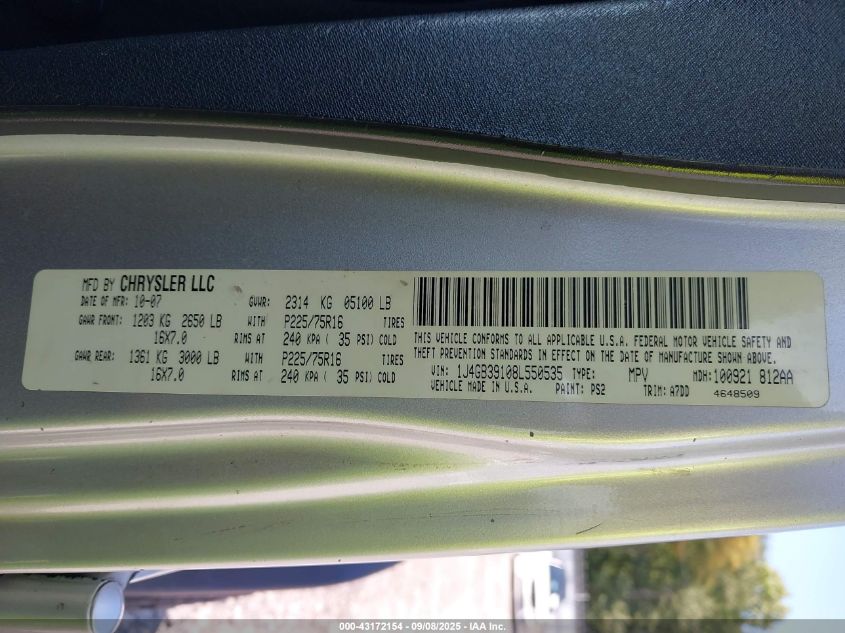 MFD BY CHRYSLER LLC
DATE OF MFR: 10-07 GVWR: 2314 KG 05100 LB
GAWR FRONT: 1203 KG 2650 LB WITH P225/75R16 TIRES
16X7.0 RIMS AT 240 KPA ( 35 PSI) COLD
GAWR REAR: 1361 KG 3000 LB WITH P225/75R16 TIRES
16X7.0 RIMS AT 240 KPA ( 35 PSI) COLD
THIS VEHICLE CONFORMS TO ALL APPLICABLE U.S.A. FEDERAL MOTOR VEHICLE SAFETY AND
THEFT PREVENTION STANDARDS IN EFFECT ON THE DATE OF MANUFACTURE SHOWN ABOVE.
VIN: 1J4GB39108L550535 TYPE: MPV MDH: 100921 812AA
VEHICLE MADE IN U.S.A. PAINT: PS2 TRIM: A7DD 4648509
000-43172154 - 09/08/2025 - IAA Inc.